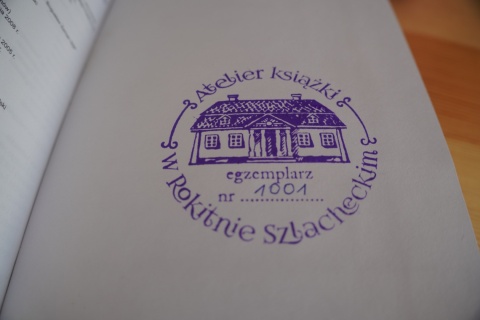 Atelier książki
egzemplarz
nr 1001
w Rokitnie Szlacheckim